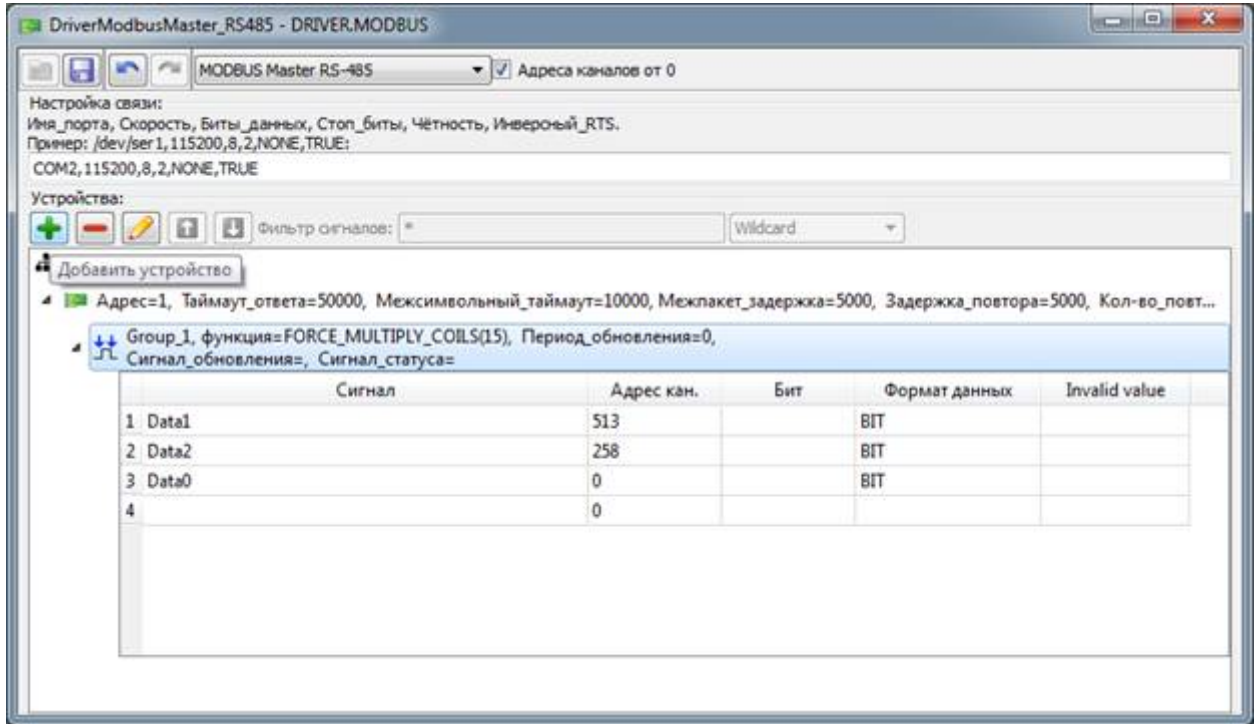 DriverModbusMaster_RS485 - DRIVER.MODBUS
MODBUS Master RS-485 Адреса каналов от 0
Настройка связи:
Имя_порта, Скорость, Биты_данных, Стоп_биты, Чётность, Инверсный_RTS.
Пример: /dev/ser1,115200,8,2,NONE,TRUE:
COM2,115200,8,2,NONE,TRUE
Устройства:
Фильтр сигналов: * Wildcard
Добавить устройство
Адрес=1, Таймаут_ответа=50000, Межсимвольный_таймаут=10000, Межпакет_задержка=5000, Задержка_повтора=5000, Кол-во_повт...
Group_1, функция=FORCE_MULTIPLY_COILS(15), Период_обновления=0,
Сигнал_обновления=, Сигнал_статуса=
Сигнал Адрес кан. Бит Формат данных Invalid value
1 Data1 513 BIT
2 Data2 258 BIT
3 Data0 0 BIT
4 0